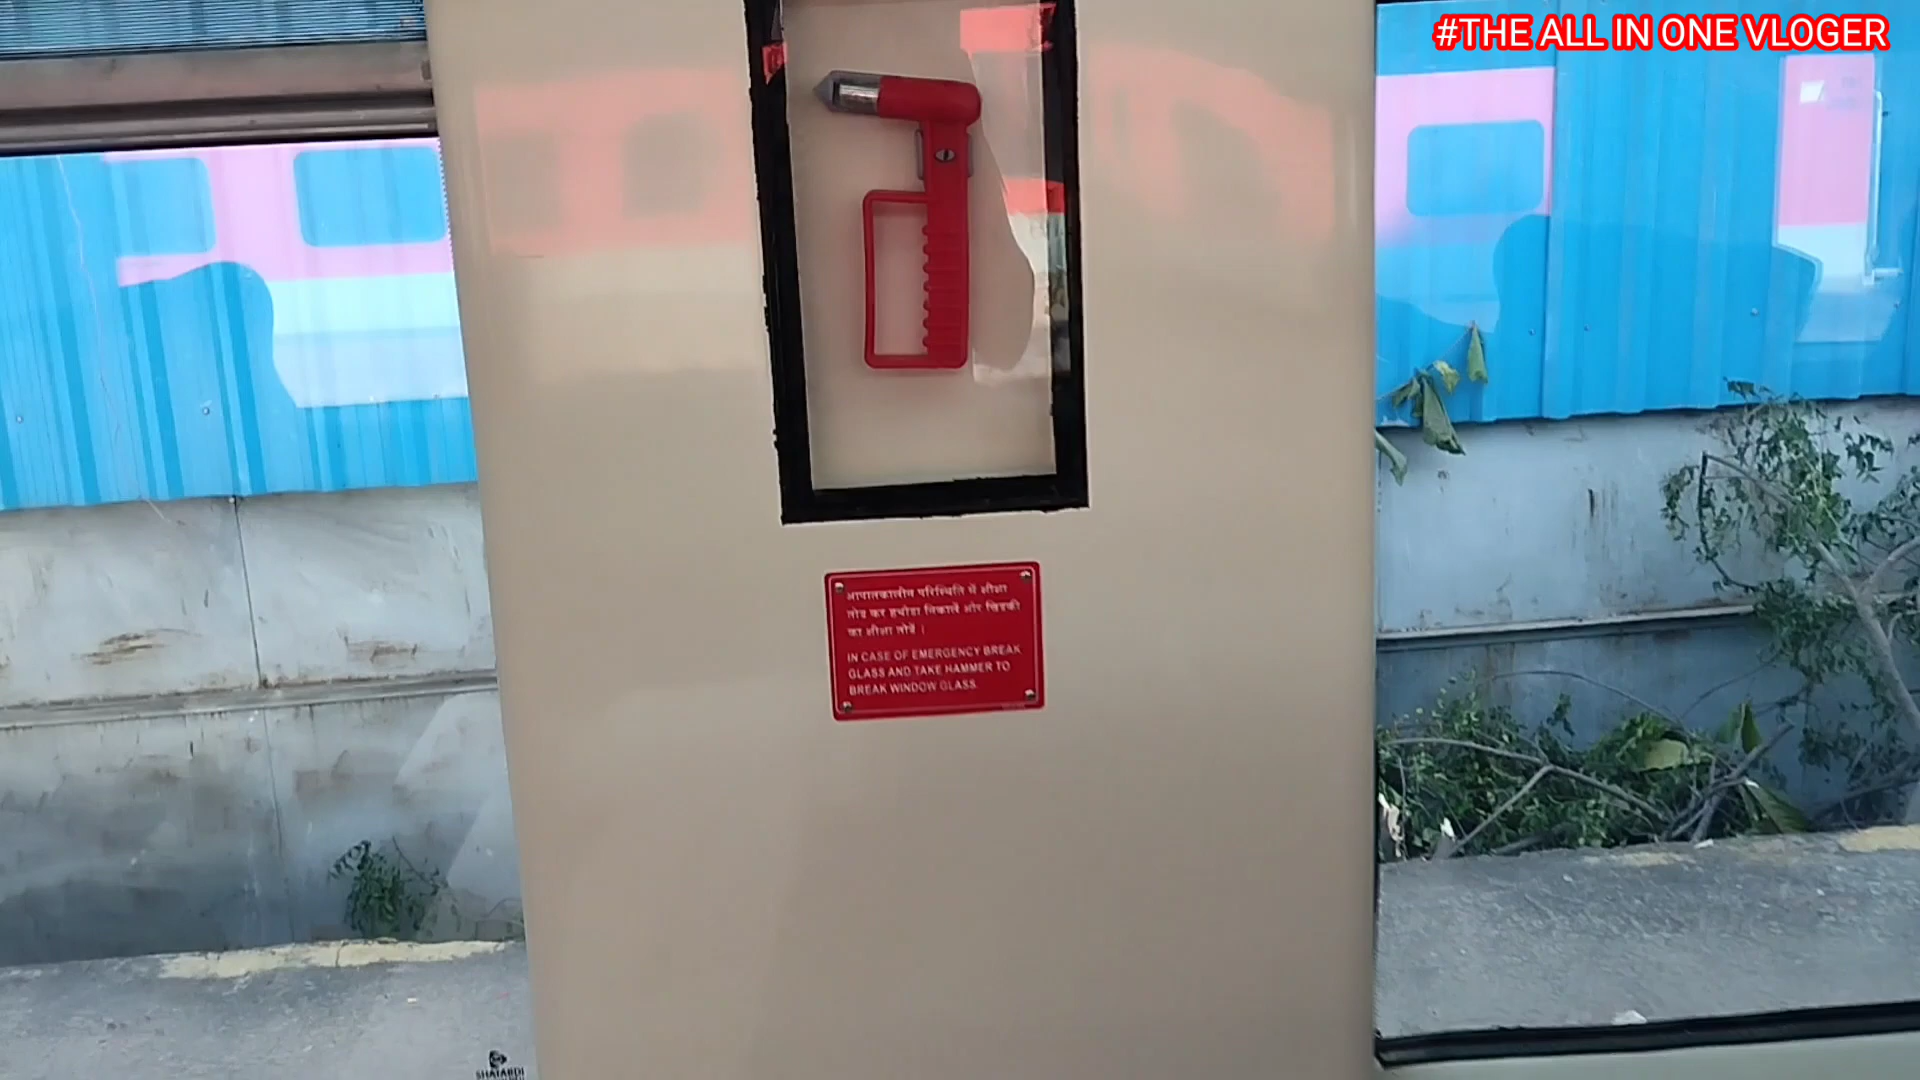 #THE ALL IN ONE VLOGER
आपातकालीन परिस्थिति में शीशा
तोड़ कर हथौड़ा निकालें और खिड़की
का शीशा तोड़ें ।
IN CASE OF EMERGENCY BREAK
GLASS AND TAKE HAMMER TO
BREAK WINDOW GLASS.
SHATABDI